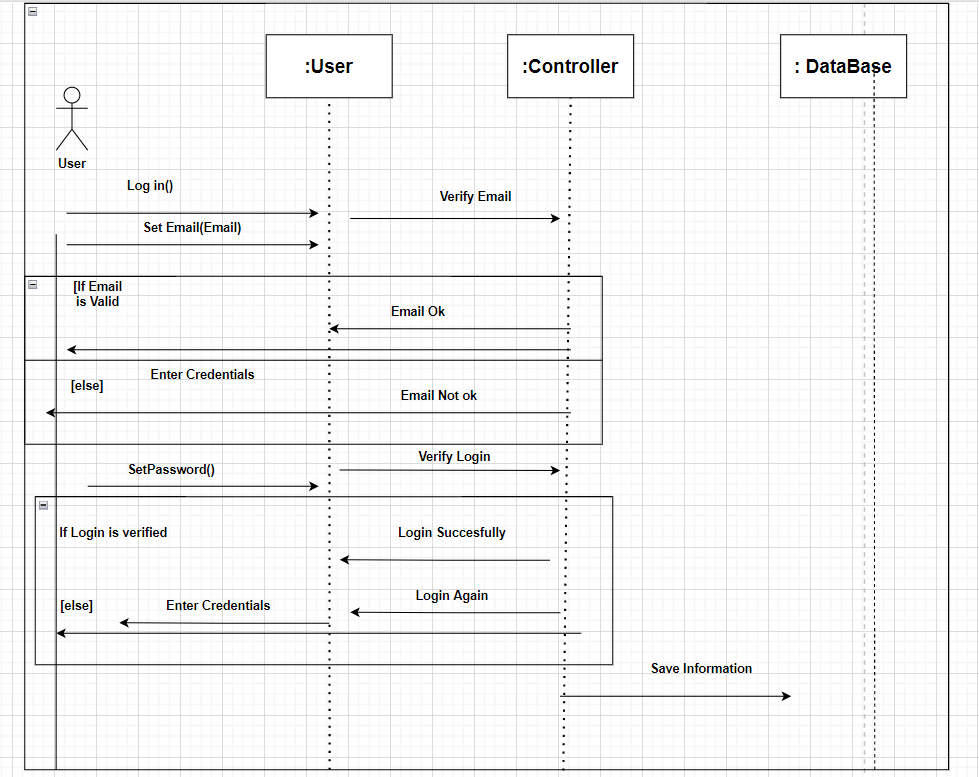 :User
:Controller
: DataBase
User
Log in()
Verify Email
Set Email(Email)
[If Email
is Valid
Email Ok
Enter Credentials
[else]
Email Not ok
Verify Login
SetPassword()
If Login is verified
Login Succesfully
Login Again
[else]
Enter Credentials
Save Information